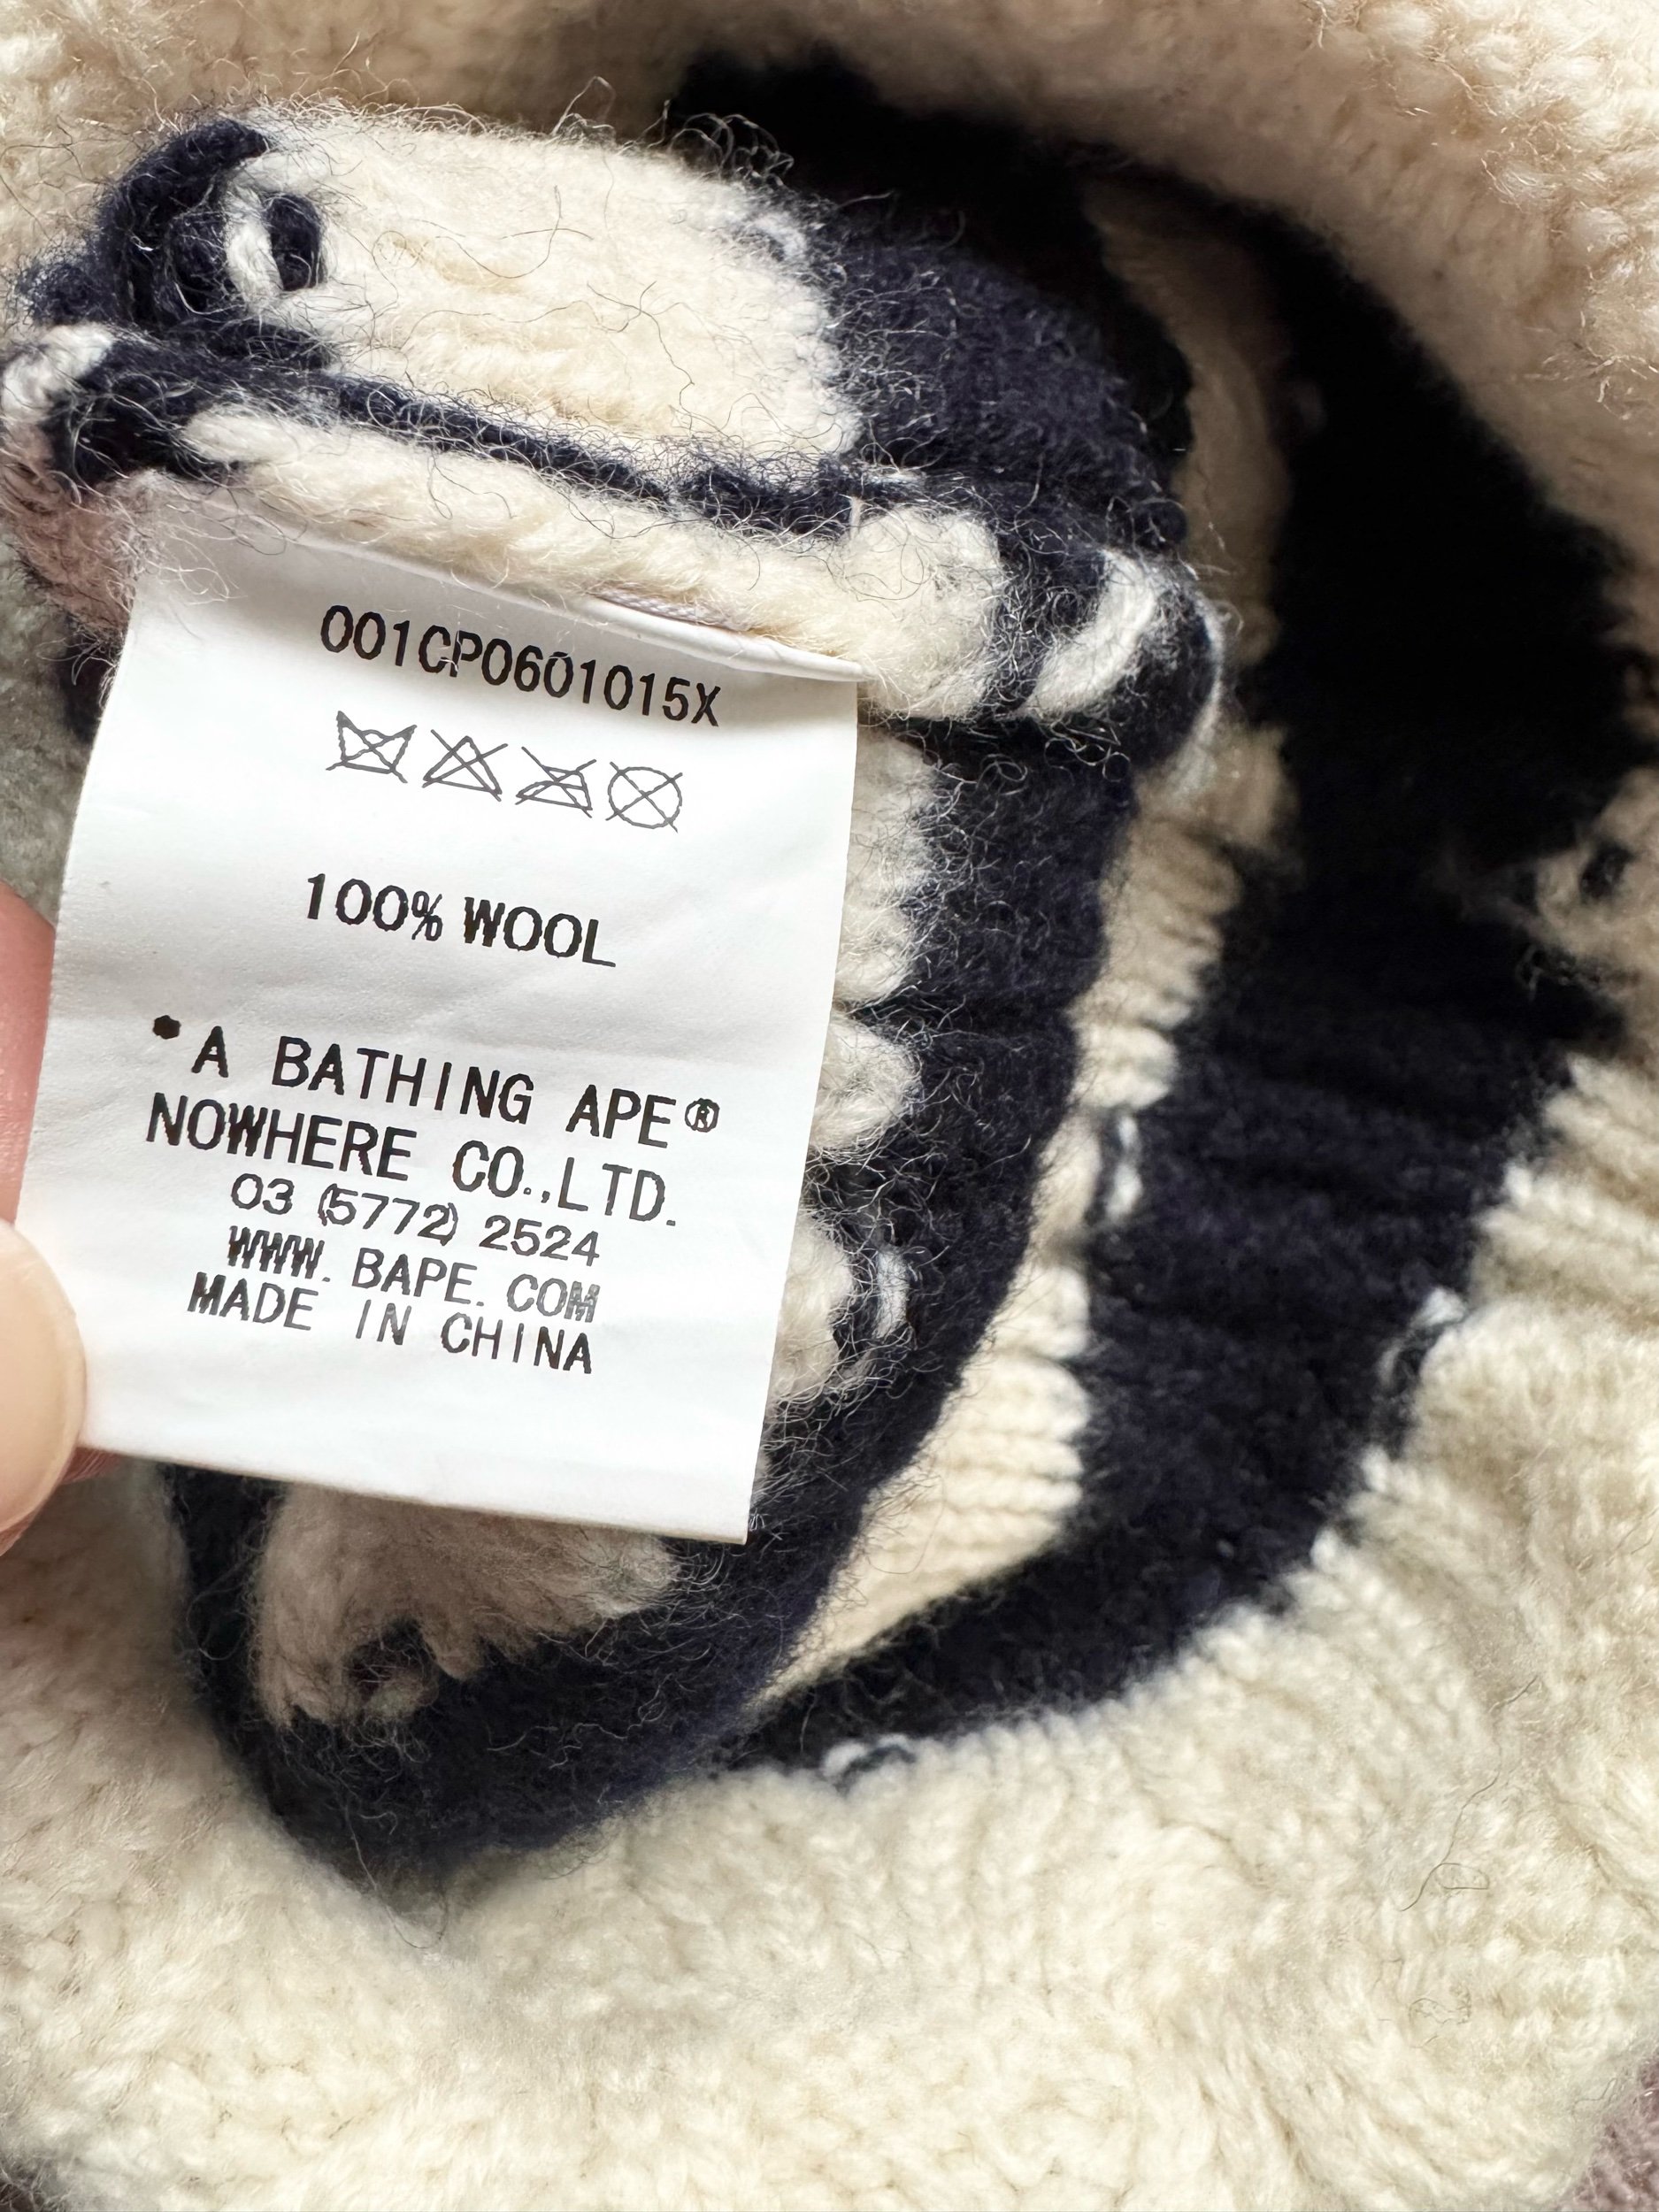 001CP0601015X
100% WOOL
•A BATHING APE®
NOWHERE CO.,LTD.
03 (5772) 2524
WWW. BAPE. COM
MADE IN CHINA